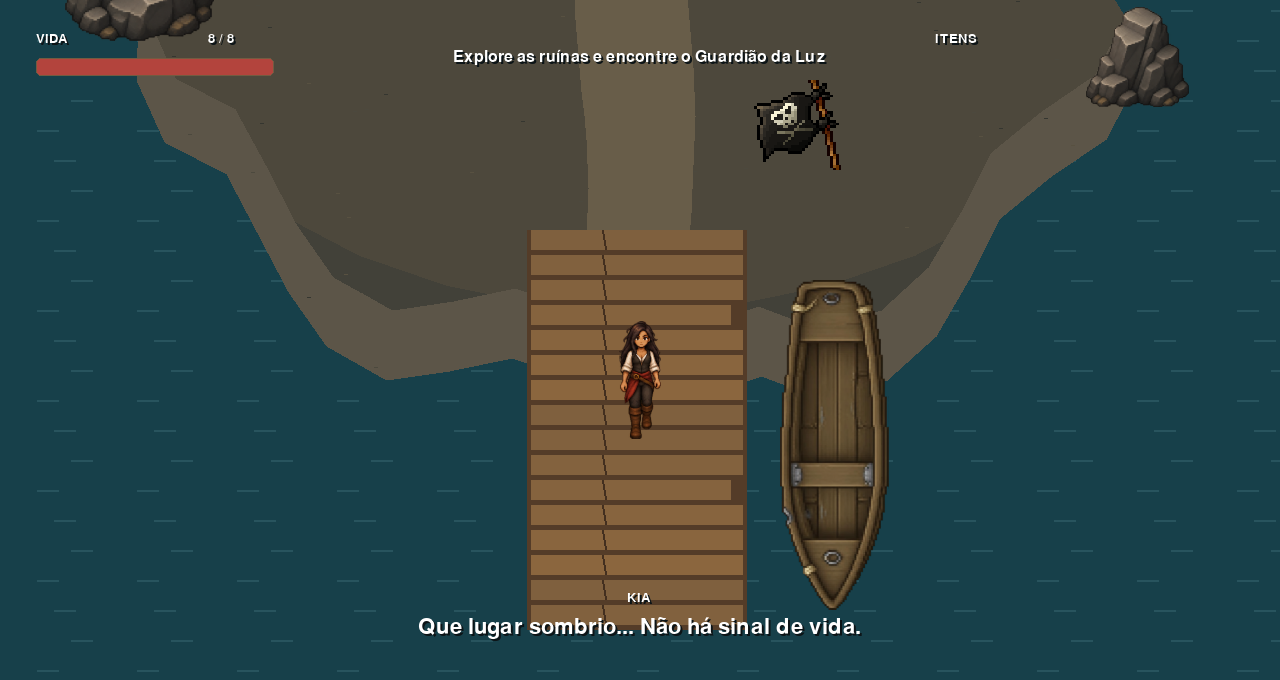 VIDA
8 / 8
ITENS
Explore as ruínas e encontre o Guardião da Luz
KIA
Que lugar sombrio... Não há sinal de vida.